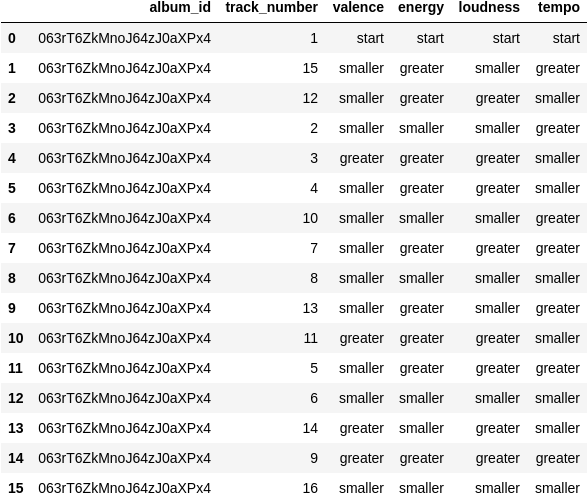 album_id track_number valence energy loudness tempo
0 063rT6ZkMnoJ64zJ0aXPx4 1 start start start start
1 063rT6ZkMnoJ64zJ0aXPx4 15 smaller greater smaller greater
2 063rT6ZkMnoJ64zJ0aXPx4 12 smaller greater greater smaller
3 063rT6ZkMnoJ64zJ0aXPx4 2 smaller smaller smaller greater
4 063rT6ZkMnoJ64zJ0aXPx4 3 greater greater greater smaller
5 063rT6ZkMnoJ64zJ0aXPx4 4 smaller greater greater smaller
6 063rT6ZkMnoJ64zJ0aXPx4 10 smaller smaller smaller greater
7 063rT6ZkMnoJ64zJ0aXPx4 7 smaller greater greater greater
8 063rT6ZkMnoJ64zJ0aXPx4 8 smaller smaller smaller smaller
9 063rT6ZkMnoJ64zJ0aXPx4 13 smaller greater smaller greater
10 063rT6ZkMnoJ64zJ0aXPx4 11 greater greater greater smaller
11 063rT6ZkMnoJ64zJ0aXPx4 5 smaller greater greater greater
12 063rT6ZkMnoJ64zJ0aXPx4 6 smaller smaller smaller smaller
13 063rT6ZkMnoJ64zJ0aXPx4 14 greater smaller greater smaller
14 063rT6ZkMnoJ64zJ0aXPx4 9 greater greater greater greater
15 063rT6ZkMnoJ64zJ0aXPx4 16 smaller smaller smaller smaller